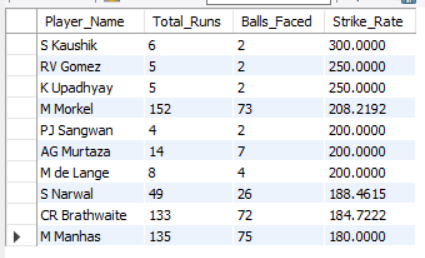 Player_Name Total_Runs Balls_Faced Strike_Rate
S Kaushik 6 2 300.0000
RV Gomez 5 2 250.0000
K Upadhyay 5 2 250.0000
M Morkel 152 73 208.2192
PJ Sangwan 4 2 200.0000
AG Murtaza 14 7 200.0000
M de Lange 8 4 200.0000
S Narwal 49 26 188.4615
CR Brathwaite 133 72 184.7222
M Manhas 135 75 180.0000